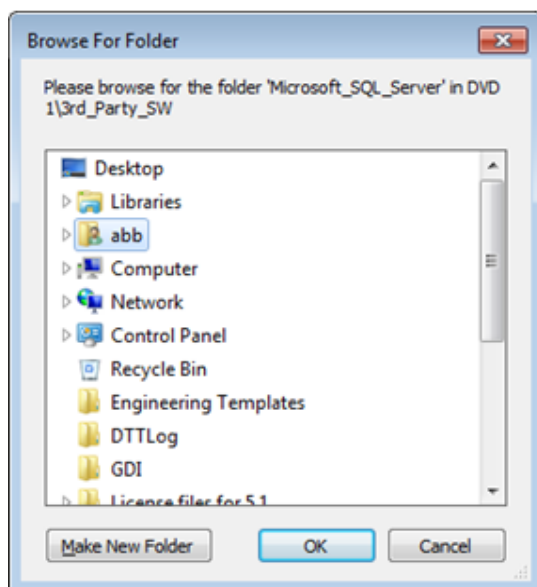 Browse For Folder
Please browse for the folder 'Microsoft_SQL_Server' in DVD
1\3rd_Party_SW
Desktop
Libraries
abb
Computer
Network
Control Panel
Recycle Bin
Engineering Templates
DTTLog
GDI
License files for 5.1
Make New Folder
OK
Cancel